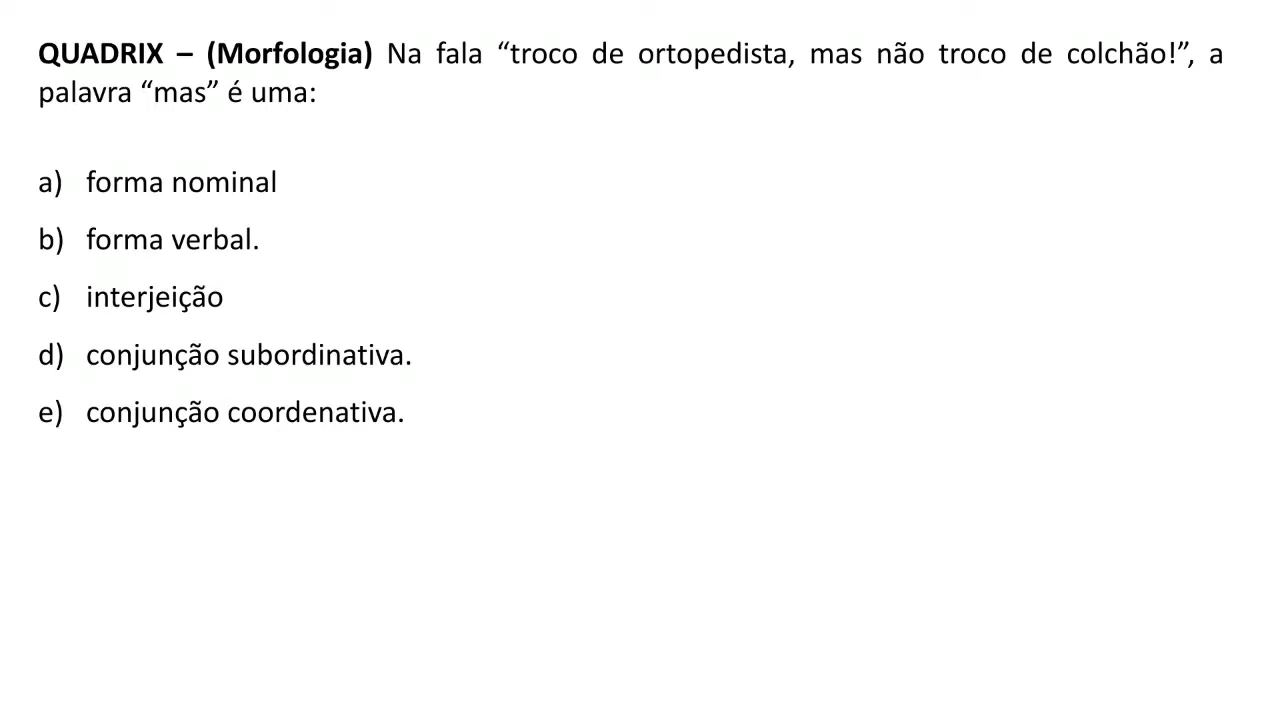 QUADRIX – (Morfologia) Na fala “troco de ortopedista, mas não troco de colchão!”, a
palavra “mas” é uma:
a) forma nominal
b) forma verbal.
c) interjeição
d) conjunção subordinativa.
e) conjunção coordenativa.